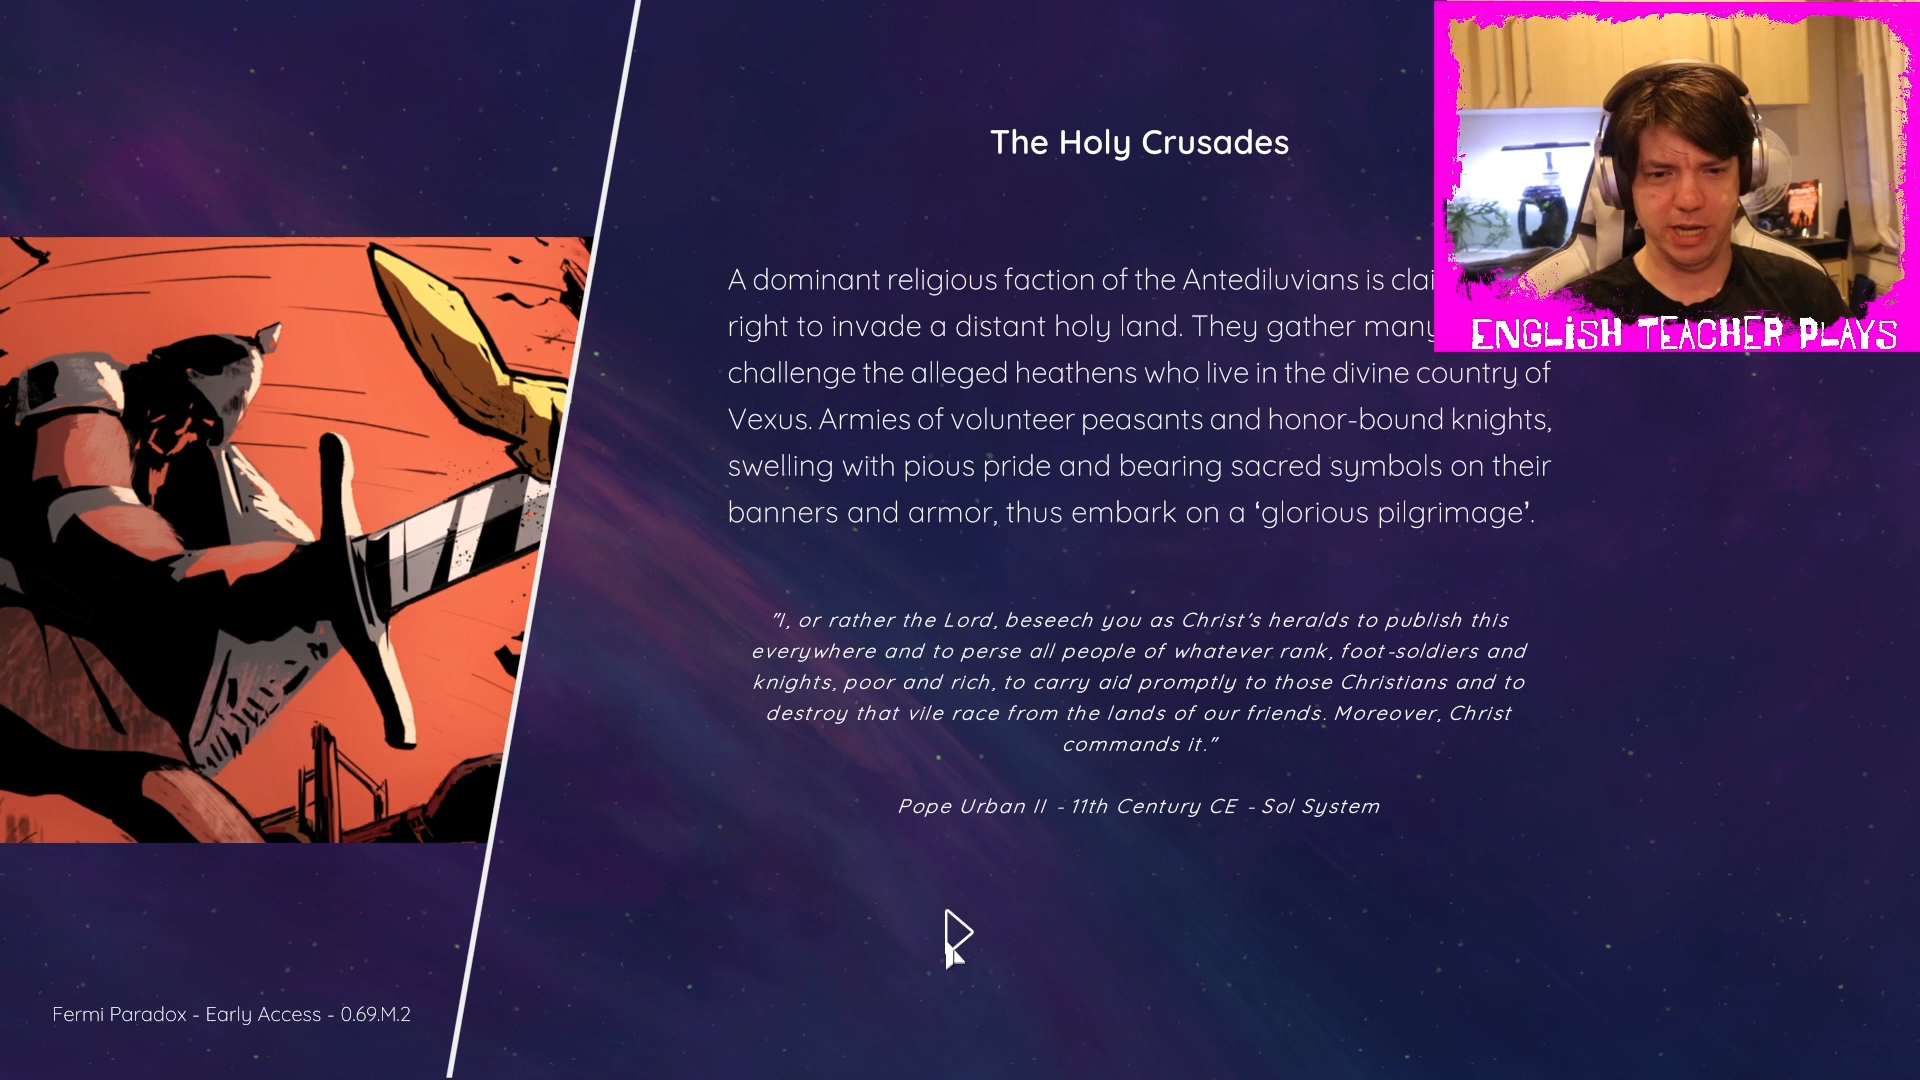 The Holy Crusades
A dominant religious faction of the Antediluvians is
right to invade a distant holy land. They gather many
challenge the alleged heathens who live in the divine country of
Vexus. Armies of volunteer peasants and honor-bound knights,
swelling with pious pride and bearing sacred symbols on their
banners and armor, thus embark on a ‘glorious pilgrimage’.
"I, or rather the Lord, beseech you as Christ's heralds to publish this
everywhere and to perse all people of whatever rank, foot-soldiers and
knights, poor and rich, to carry aid promptly to those Christians and to
destroy that vile race from the lands of our friends. Moreover, Christ
commands it."
Pope Urban II - 11th Century CE - Sol System
ENGLISH TEACHER PLAYS
Fermi Paradox - Early Access - 0.69.M.2